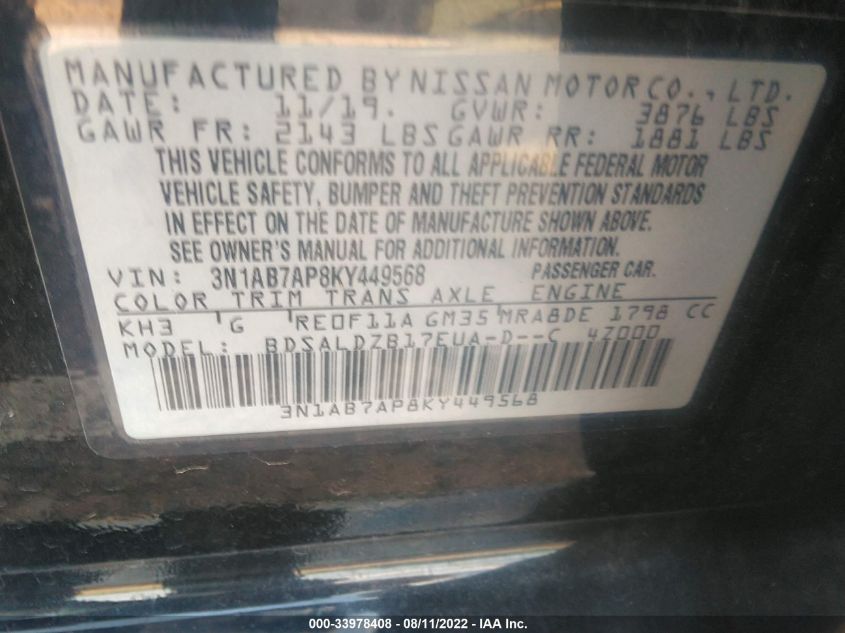 MANUFACTURED BY NISSAN MOTOR CO., LTD.
DATE: 11/19. GVWR: 3876 LBS
GAWR FR: 2143 LBS GAWR RR: 1881 LBS
THIS VEHICLE CONFORMS TO ALL APPLICABLE FEDERAL MOTOR
VEHICLE SAFETY, BUMPER AND THEFT PREVENTION STANDARDS
IN EFFECT ON THE DATE OF MANUFACTURE SHOWN ABOVE.
SEE OWNER'S MANUAL FOR ADDITIONAL INFORMATION.
VIN: 3N1AB7AP8KY449568 PASSENGER CAR.
COLOR TRIM TRANS AXLE ENGINE
KH3 G RE0F11A GM35 MRA8DE 1798 CC
MODEL: BDSALDZB17EUA-D--C 4Z000
3N1AB7AP8KY449568
000-33978408 - 08/11/2022 - IAA Inc.